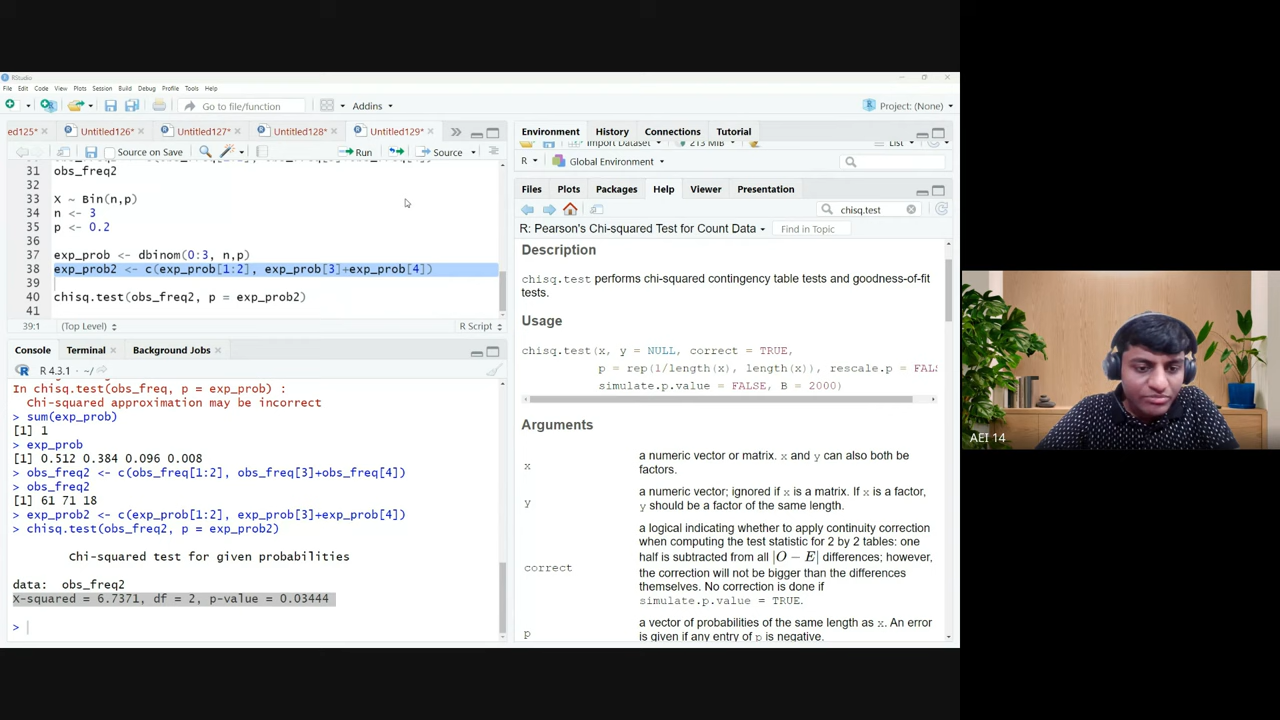 RStudio
File Edit Code View Plots Session Build Debug Profile Tools Help
Go to file/function
Addins
Project: (None)
ed125*
Untitled126*
Untitled127*
Untitled128*
Untitled129*
Source on Save
Run
Source
31 obs_freq2
32
33 X ~ Bin(n,p)
34 n <- 3
35 p <- 0.2
36
37 exp_prob <- dbinom(0:3, n,p)
38 exp_prob2 <- c(exp_prob[1:2], exp_prob[3]+exp_prob[4])
39
40 chisq.test(obs_freq2, p = exp_prob2)
41
39:1 (Top Level) R Script
Console Terminal Background Jobs
R 4.3.1 · ~/
In chisq.test(obs_freq, p = exp_prob) :
Chi-squared approximation may be incorrect
> sum(exp_prob)
[1] 1
> exp_prob
[1] 0.512 0.384 0.096 0.008
> obs_freq2 <- c(obs_freq[1:2], obs_freq[3]+obs_freq[4])
> obs_freq2
[1] 61 71 18
> exp_prob2 <- c(exp_prob[1:2], exp_prob[3]+exp_prob[4])
> chisq.test(obs_freq2, p = exp_prob2)
Chi-squared test for given probabilities
data: obs_freq2
X-squared = 6.7371, df = 2, p-value = 0.03444
>
Environment History Connections Tutorial
Import Dataset 213 MiB List
R Global Environment
Files Plots Packages Help Viewer Presentation
chisq.test
R: Pearson's Chi-squared Test for Count Data Find in Topic
Description
chisq.test performs chi-squared contingency table tests and goodness-of-fit
tests.
Usage
chisq.test(x, y = NULL, correct = TRUE,
p = rep(1/length(x), length(x)), rescale.p = FALS
simulate.p.value = FALSE, B = 2000)
Arguments
x a numeric vector or matrix. x and y can also both be
factors.
y a numeric vector; ignored if x is a matrix. If x is a factor,
y should be a factor of the same length.
correct a logical indicating whether to apply continuity correction
when computing the test statistic for 2 by 2 tables: one
half is subtracted from all |O − E| differences; however,
the correction will not be bigger than the differences
themselves. No correction is done if
simulate.p.value = TRUE.
p a vector of probabilities of the same length as x. An error
is given if any entry of p is negative.
AEI 14